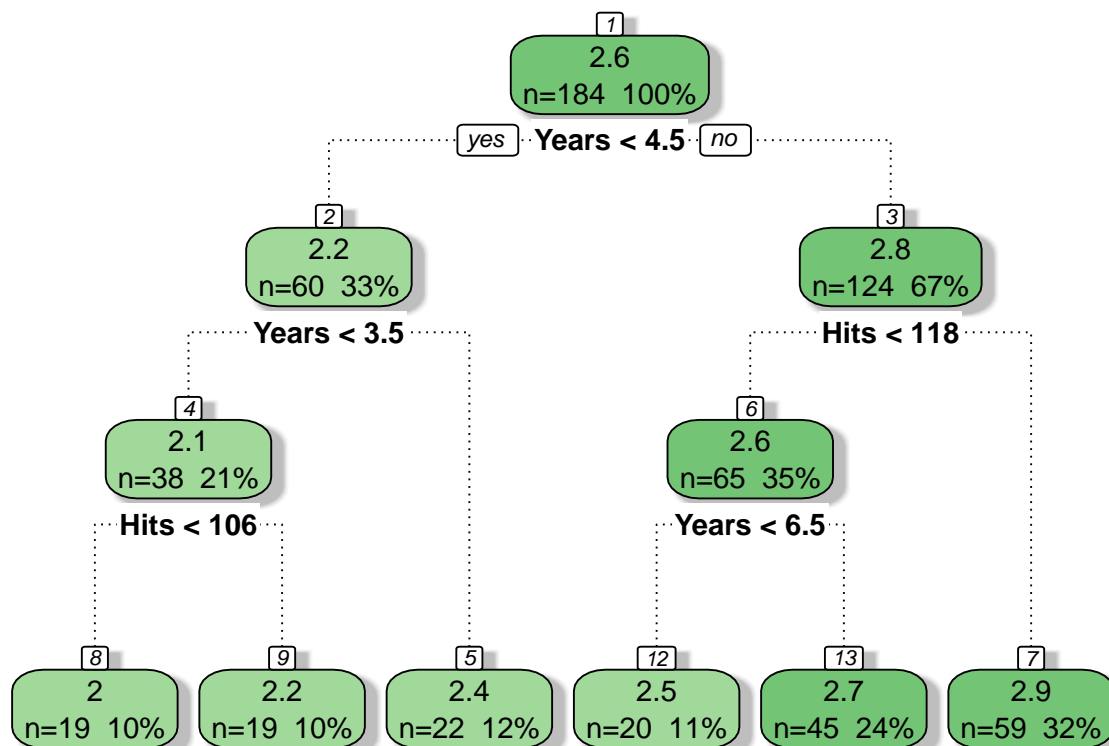 1
2.6
n=184 100%
yes Years < 4.5 no
2
2.2
n=60 33%
Years < 3.5
3
2.8
n=124 67%
Hits < 118
4
2.1
n=38 21%
Hits < 106
6
2.6
n=65 35%
Years < 6.5
8
2
n=19 10%
9
2.2
n=19 10%
5
2.4
n=22 12%
12
2.5
n=20 11%
13
2.7
n=45 24%
7
2.9
n=59 32%